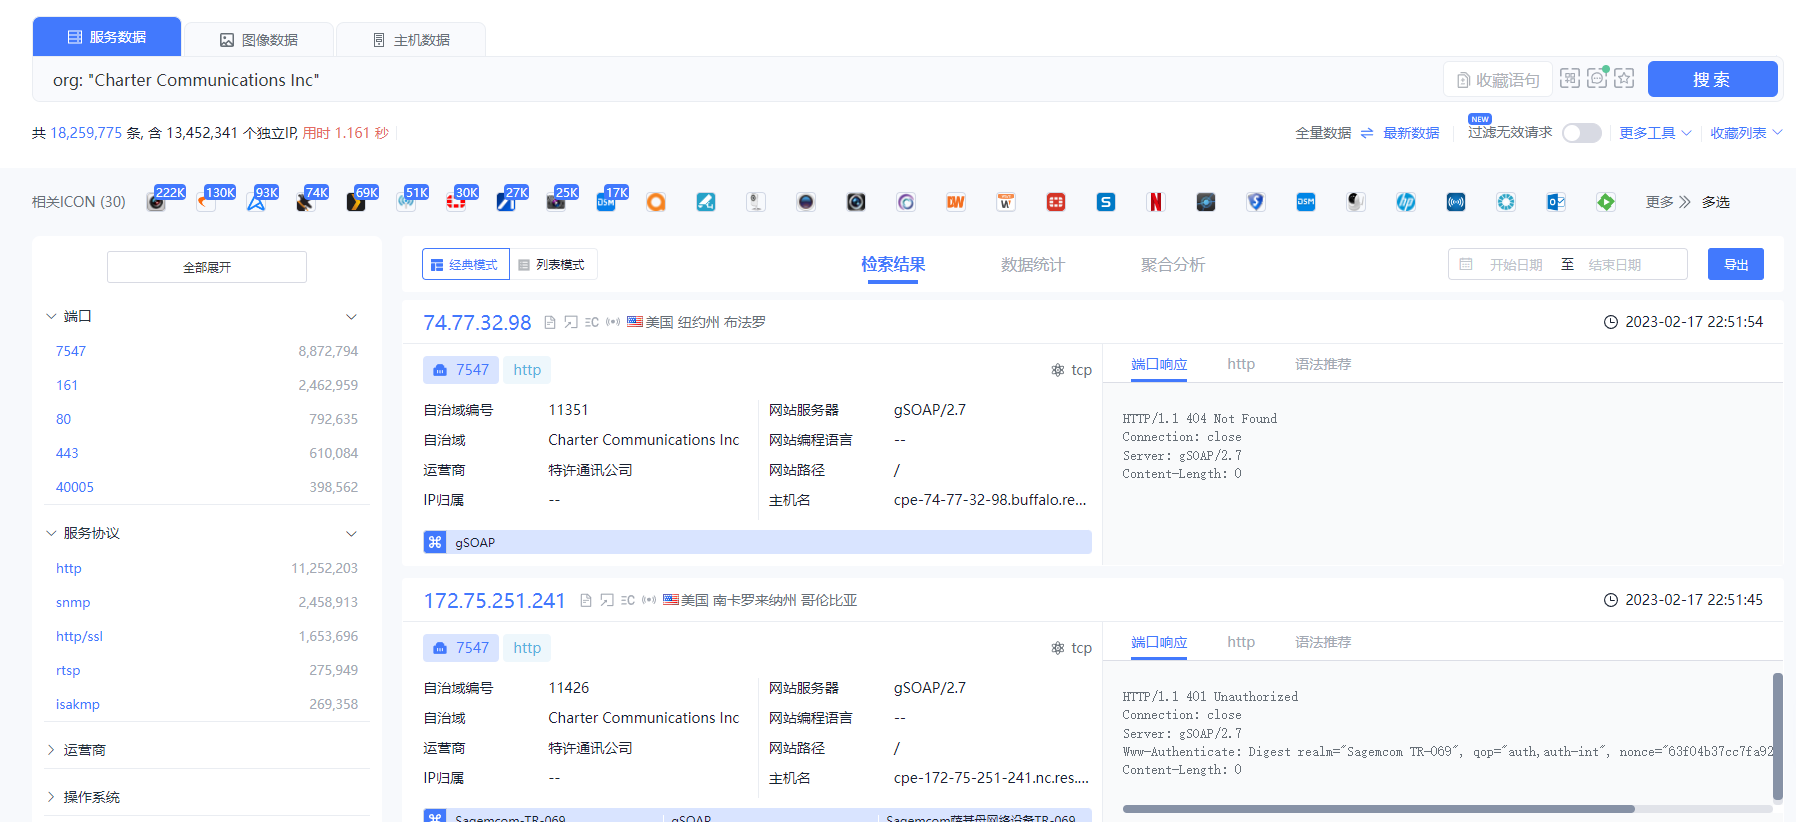 服务数据
图像数据
主机数据
org: "Charter Communications Inc"
收藏语句
搜 索
共 18,259,775 条, 含 13,452,341 个独立IP, 用时 1.161 秒
全量数据 最新数据
NEW
过滤无效请求
更多工具
收藏列表
相关ICON (30)
222K 130K 93K 74K 69K 51K 30K 27K 25K 17K
更多 多选
全部展开
端口
7547 8,872,794
161 2,462,959
80 792,635
443 610,084
40005 398,562
服务协议
http 11,252,203
snmp 2,458,913
http/ssl 1,653,696
rtsp 275,949
isakmp 269,358
运营商
操作系统
经典模式
列表模式
检索结果
数据统计
聚合分析
开始日期 至 结束日期
导出
74.77.32.98 美国 纽约州 布法罗
2023-02-17 22:51:54
7547 http
tcp
自治域编号 11351
自治域 Charter Communications Inc
运营商 特许通讯公司
IP归属 --
网站服务器 gSOAP/2.7
网站编程语言 --
网站路径 /
主机名 cpe-74-77-32-98.buffalo.re...
gSOAP
端口响应 http 语法推荐
HTTP/1.1 404 Not Found
Connection: close
Server: gSOAP/2.7
Content-Length: 0
172.75.251.241 美国 南卡罗来纳州 哥伦比亚
2023-02-17 22:51:45
7547 http
tcp
自治域编号 11426
自治域 Charter Communications Inc
运营商 特许通讯公司
IP归属 --
网站服务器 gSOAP/2.7
网站编程语言 --
网站路径 /
主机名 cpe-172-75-251-241.nc.res....
Sagemcom-TR-069 gSOAP Sagemcom萨基姆网络设备TR-069
端口响应 http 语法推荐
HTTP/1.1 401 Unauthorized
Connection: close
Server: gSOAP/2.7
Www-Authenticate: Digest realm="Sagemcom TR-069", qop="auth,auth-int", nonce="63f04b37cc7fa92
Content-Length: 0